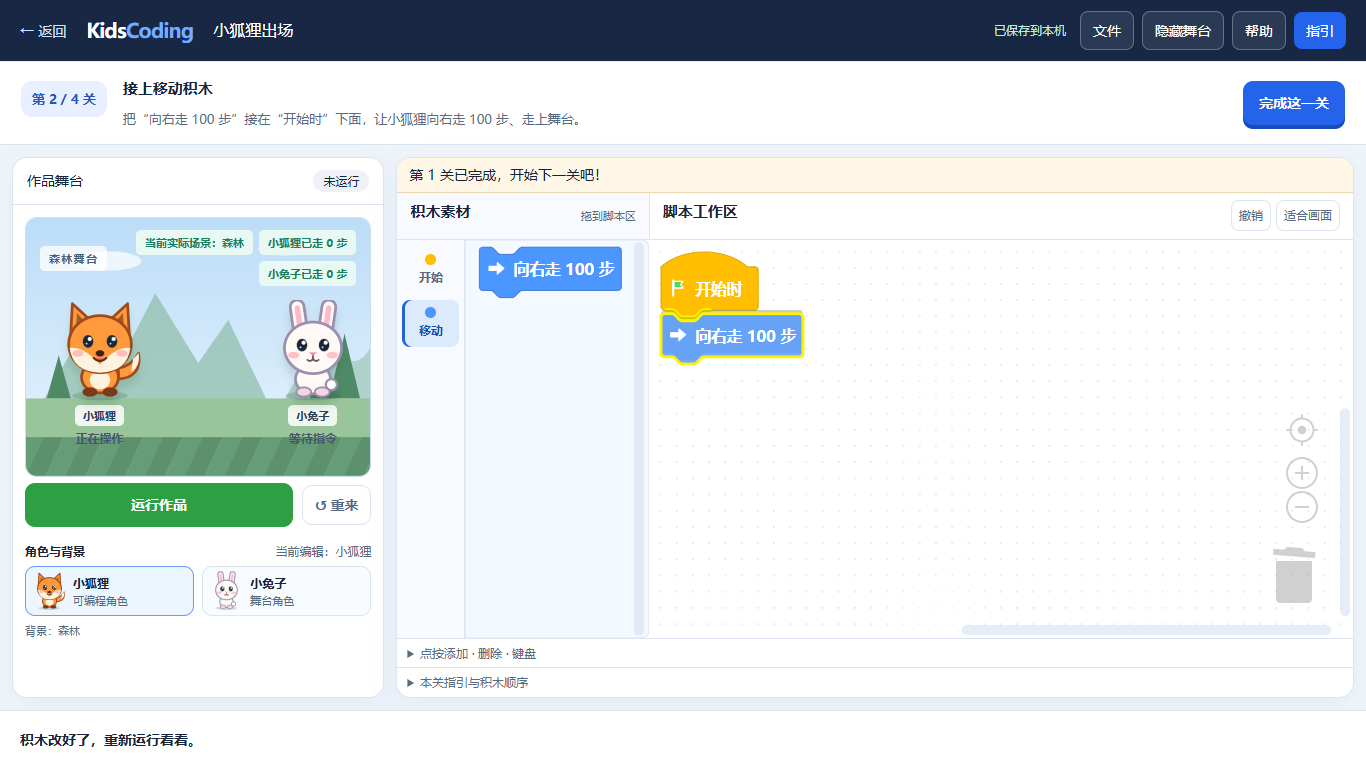 ←返回 KidsCoding 小狐狸出场 已保存到本机 文件 隐藏舞台 帮助 指引
第 2 / 4 关
接上移动积木
把“向右走 100 步”接在“开始时”下面，让小狐狸向右走 100 步、走上舞台。
完成这一关
作品舞台 未运行
森林舞台
当前实际场景：森林 小狐狸已走 0 步
小兔子已走 0 步
小狐狸
正在操作
小兔子
等待指令
运行作品 ↺ 重来
角色与背景 当前编辑：小狐狸
小狐狸
可编程角色
小兔子
舞台角色
背景：森林
第 1 关已完成，开始下一关吧！
积木素材 拖到脚本区
脚本工作区 撤销 适合画面
开始
移动
向右走 100 步
开始时
向右走 100 步
▶ 点按添加 · 删除 · 键盘
▶ 本关指引与积木顺序
积木改好了，重新运行看看。